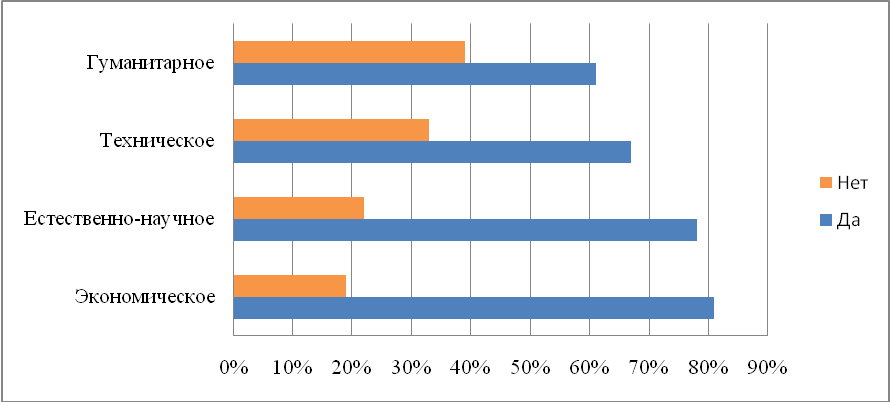 Гуманитарное
Техническое
Естественно-научное
Экономическое
0% 10% 20% 30% 40% 50% 60% 70% 80% 90%
Нет
Да